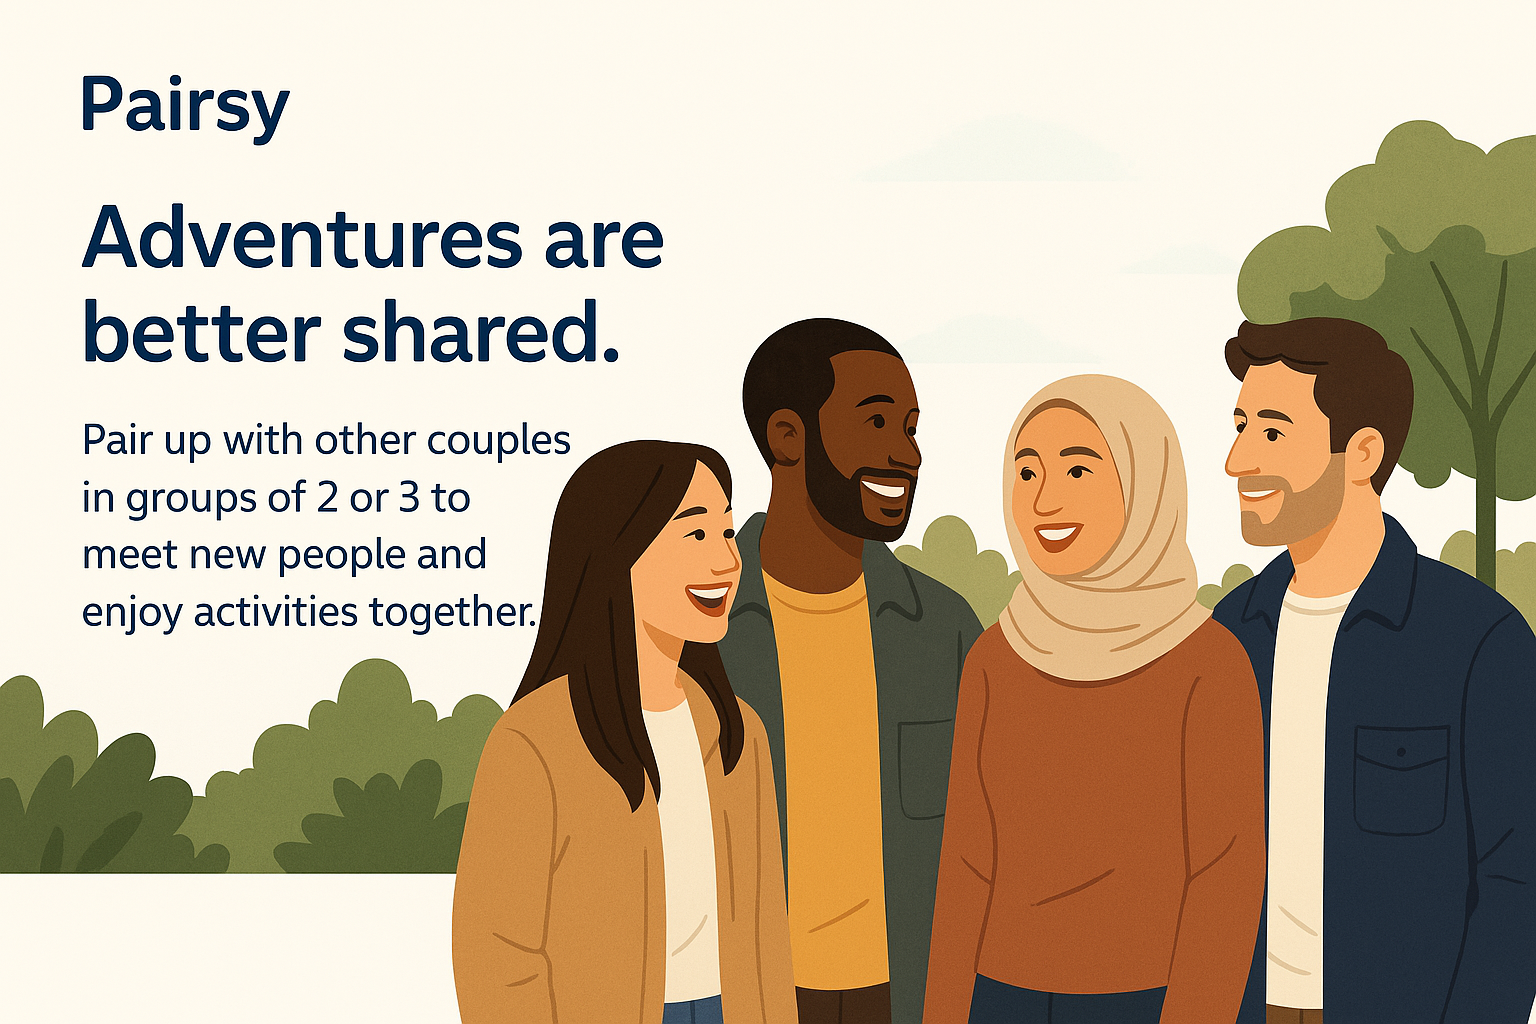 Pairsy
Adventures are
better shared.
Pair up with other couples
in groups of 2 or 3 to
meet new people and
enjoy activities together.